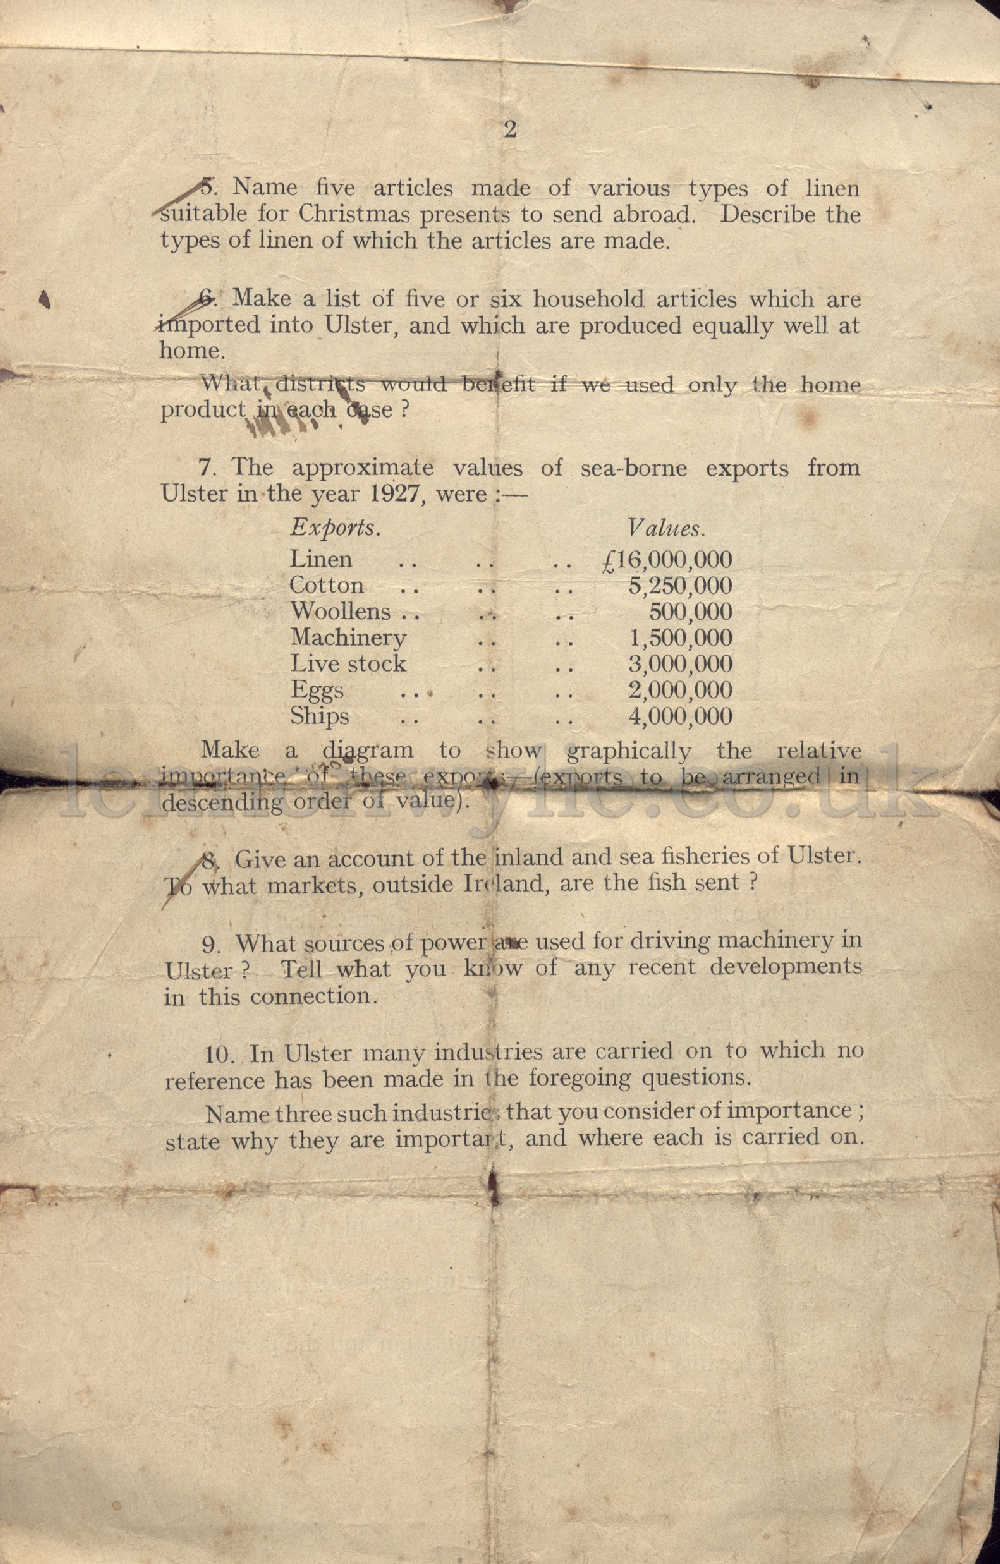 2
5. Name five articles made of various types of linen
suitable for Christmas presents to send abroad. Describe the
types of linen of which the articles are made.
6. Make a list of five or six household articles which are
imported into Ulster, and which are produced equally well at
home.
What districts would benefit if we used only the home
product in each case ?
7. The approximate values of sea-borne exports from
Ulster in the year 1927, were :—
Exports. Values.
Linen .. .. .. £16,000,000
Cotton .. .. .. 5,250,000
Woollens .. .. .. 500,000
Machinery .. .. 1,500,000
Live stock .. .. 3,000,000
Eggs .. .. .. 2,000,000
Ships .. .. .. 4,000,000
Make a diagram to show graphically the relative
importance of these exports—(exports to be arranged in
descending order of value).
lennonwylie.co.uk
8. Give an account of the inland and sea fisheries of Ulster.
To what markets, outside Ireland, are the fish sent ?
9. What sources of power are used for driving machinery in
Ulster ? Tell what you know of any recent developments
in this connection.
10. In Ulster many industries are carried on to which no
reference has been made in the foregoing questions.
Name three such industries that you consider of importance ;
state why they are important, and where each is carried on.